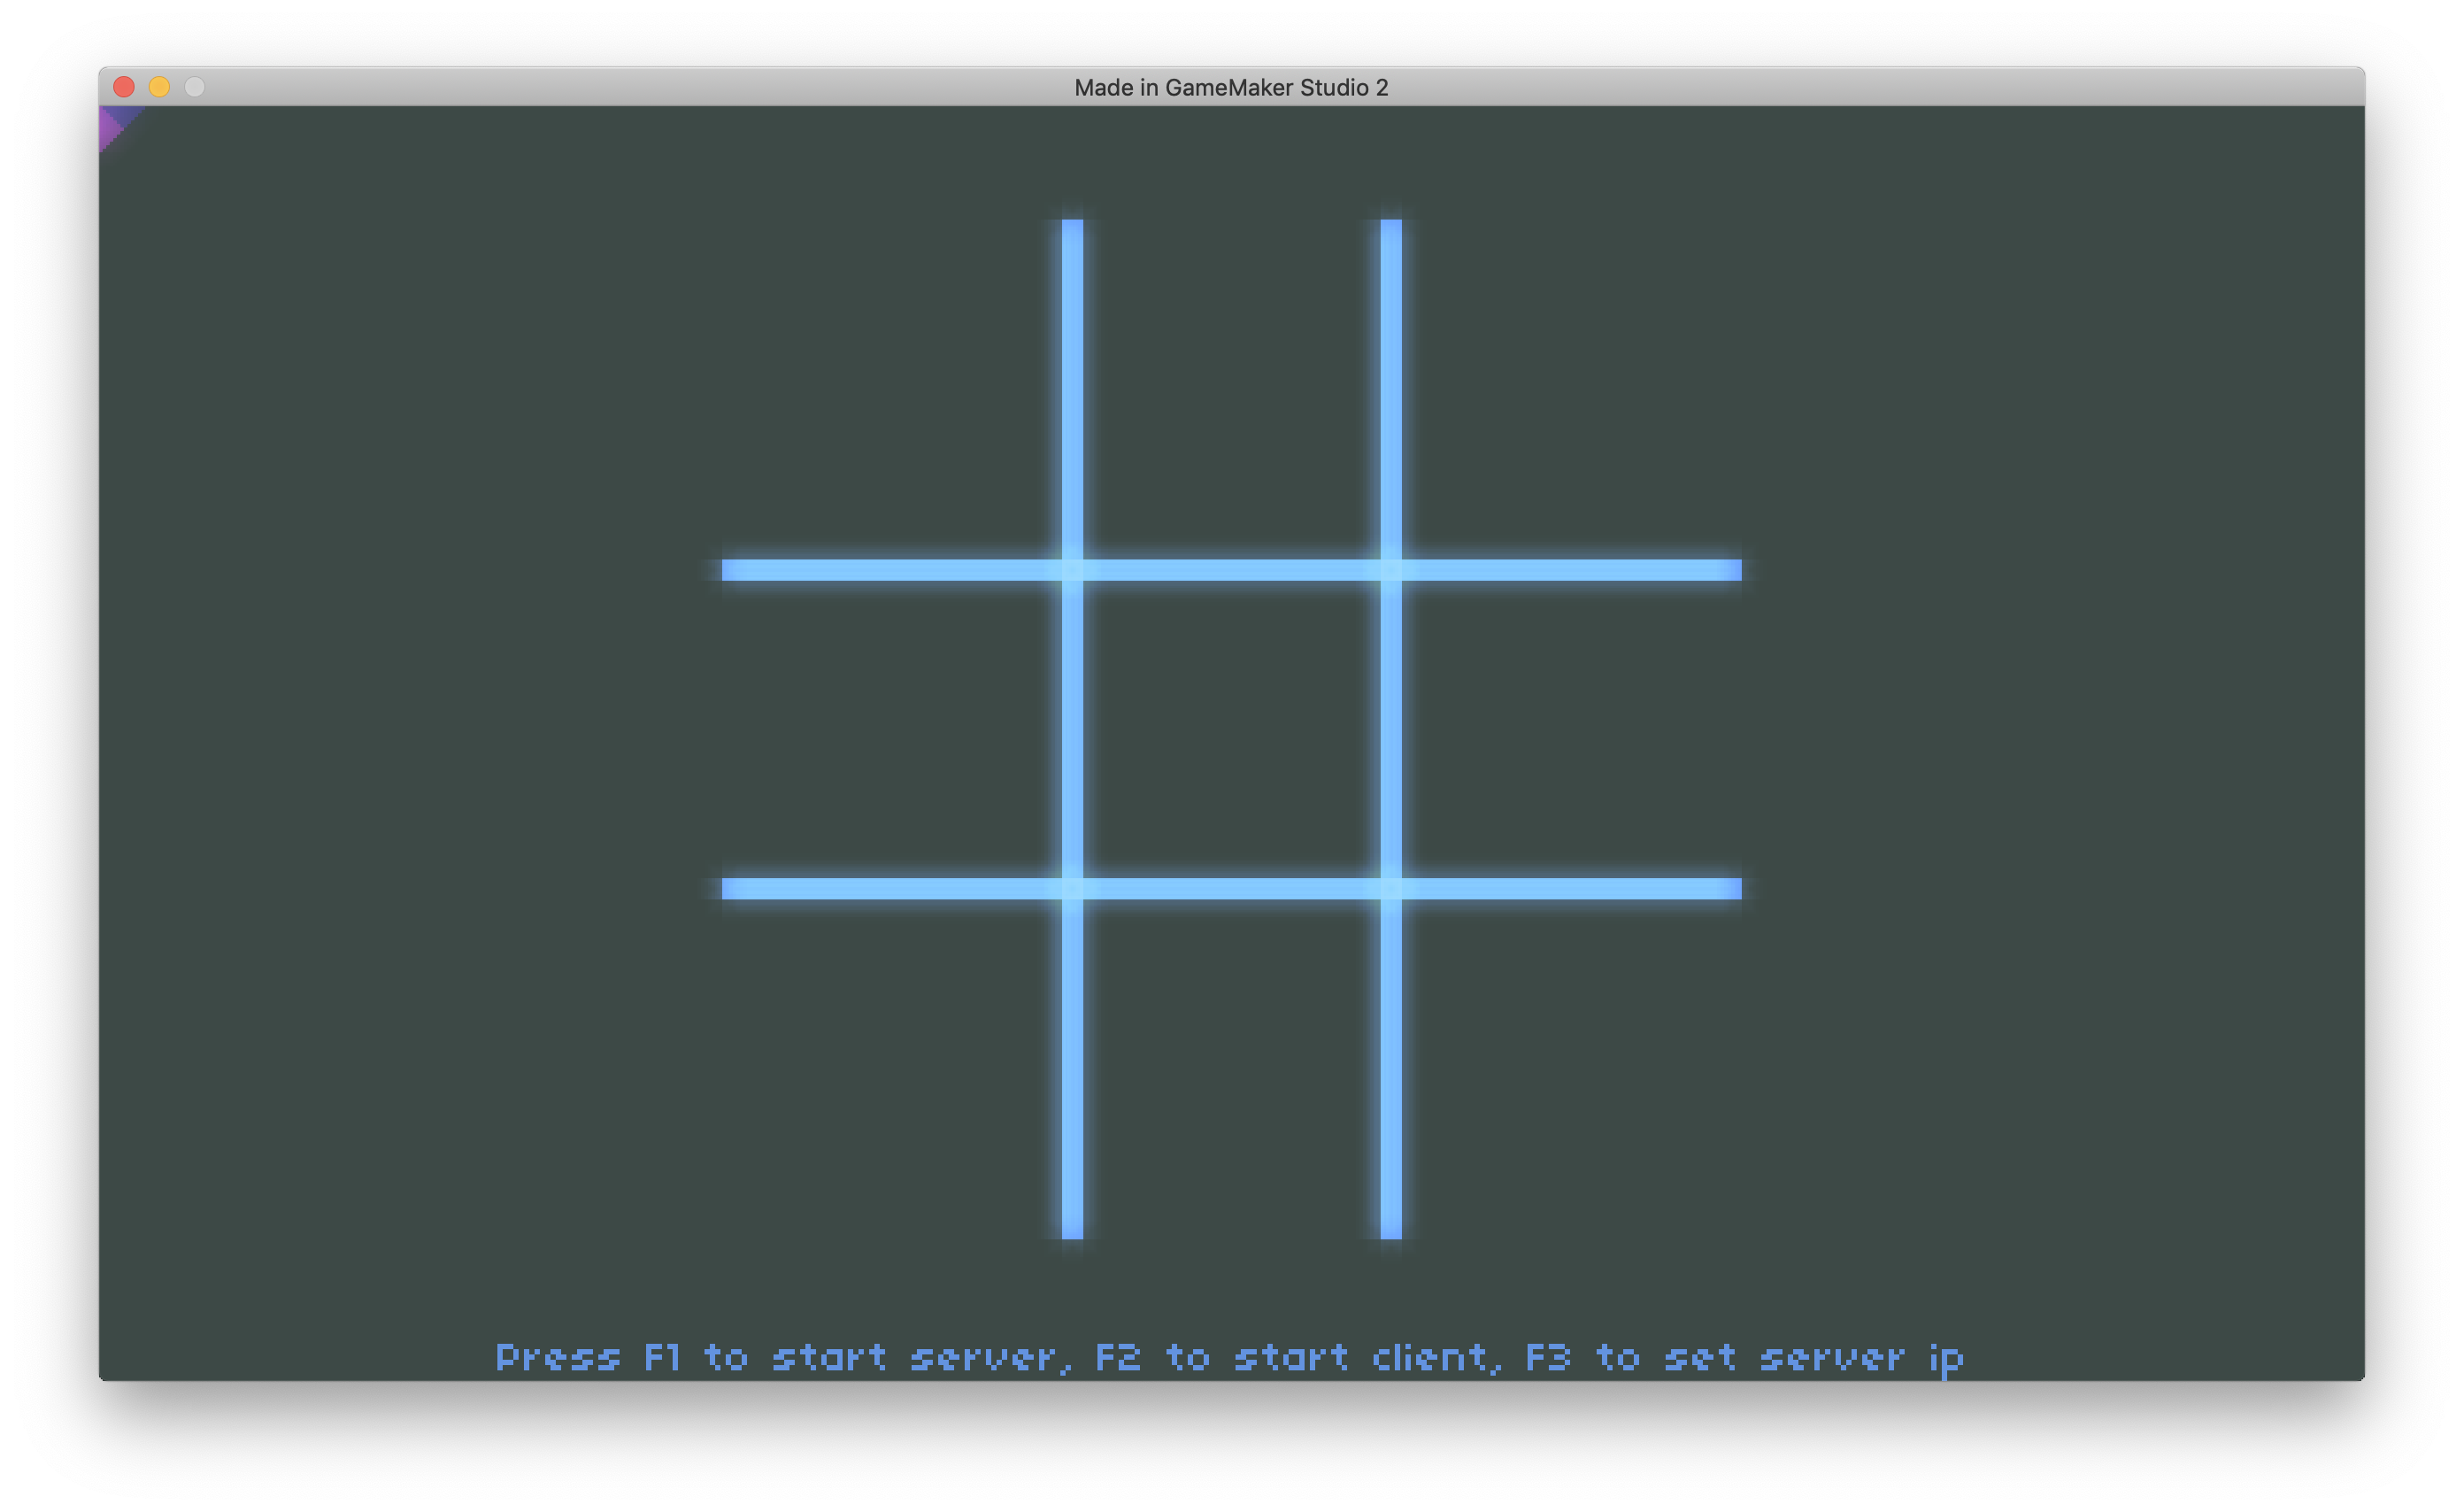 Made in GameMaker Studio 2
Press F1 to start server, F2 to start client, F3 to set server ip